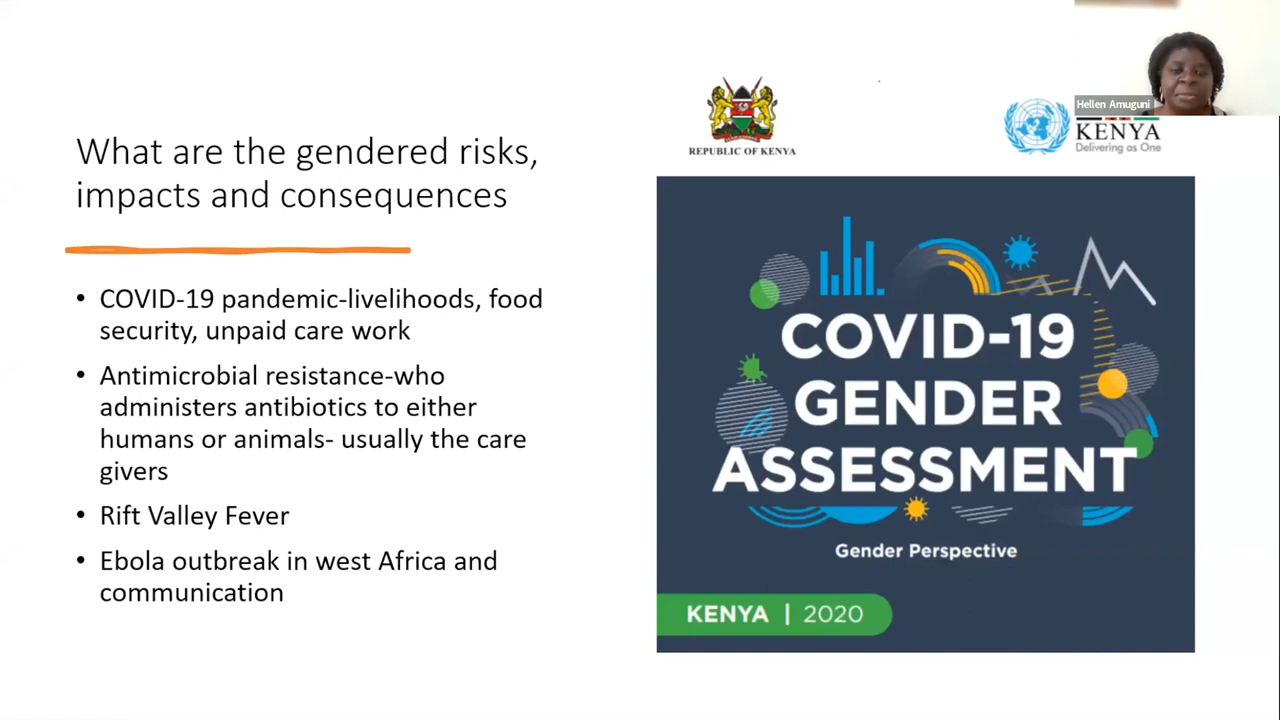 What are the gendered risks,
impacts and consequences
• COVID-19 pandemic-livelihoods, food
security, unpaid care work
• Antimicrobial resistance-who
administers antibiotics to either
humans or animals- usually the care
givers
• Rift Valley Fever
• Ebola outbreak in west Africa and
communication
REPUBLIC OF KENYA
Hellen Amuguni
KENYA
Delivering as One
COVID-19
GENDER
ASSESSMENT
Gender Perspective
KENYA | 2020